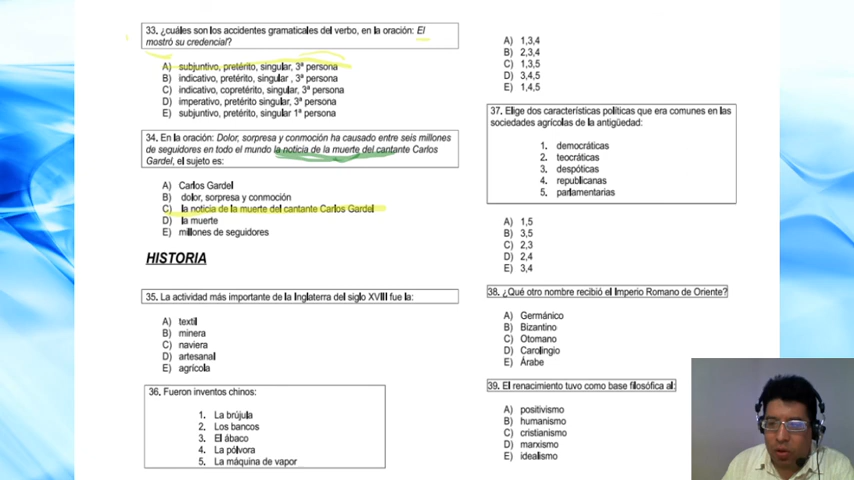 33. ¿cuáles son los accidentes gramaticales del verbo, en la oración: El
mostró su credencial?
A) subjuntivo, pretérito, singular, 3ª persona
B) indicativo, pretérito, singular , 3ª persona
C) indicativo, copretérito, singular, 3ª persona
D) imperativo, pretérito singular, 3ª persona
E) subjuntivo, pretérito, singular 1ª persona
34. En la oración: Dolor, sorpresa y conmoción ha causado entre seis millones
de seguidores en todo el mundo la noticia de la muerte del cantante Carlos
Gardel, el sujeto es:
A) Carlos Gardel
B) dolor, sorpresa y conmoción
C) la noticia de la muerte del cantante Carlos Gardel
D) la muerte
E) millones de seguidores
HISTORIA
35. La actividad más importante de la Inglaterra del siglo XVIII fue la:
A) textil
B) minera
C) naviera
D) artesanal
E) agrícola
36. Fueron inventos chinos:
1. La brújula
2. Los bancos
3. El ábaco
4. La pólvora
5. La máquina de vapor
A) 1,3,4
B) 2,3,4
C) 1,3,5
D) 3,4,5
E) 1,4,5
37. Elige dos características políticas que era comunes en las
sociedades agrícolas de la antigüedad:
1. democráticas
2. teocráticas
3. despóticas
4. republicanas
5. parlamentarias
A) 1,5
B) 3,5
C) 2,3
D) 2,4
E) 3,4
38. ¿Qué otro nombre recibió el Imperio Romano de Oriente?
A) Germánico
B) Bizantino
C) Otomano
D) Carolingio
E) Árabe
39. El renacimiento tuvo como base filosófica al:
A) positivismo
B) humanismo
C) cristianismo
D) marxismo
E) idealismo